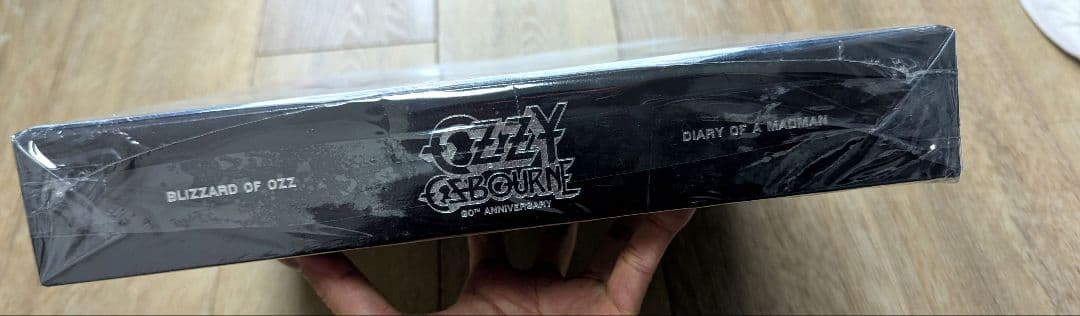 BLIZZARD OF OZZ
OZZY
OSBOURNE
30TH ANNIVERSARY
DIARY OF A MADMAN